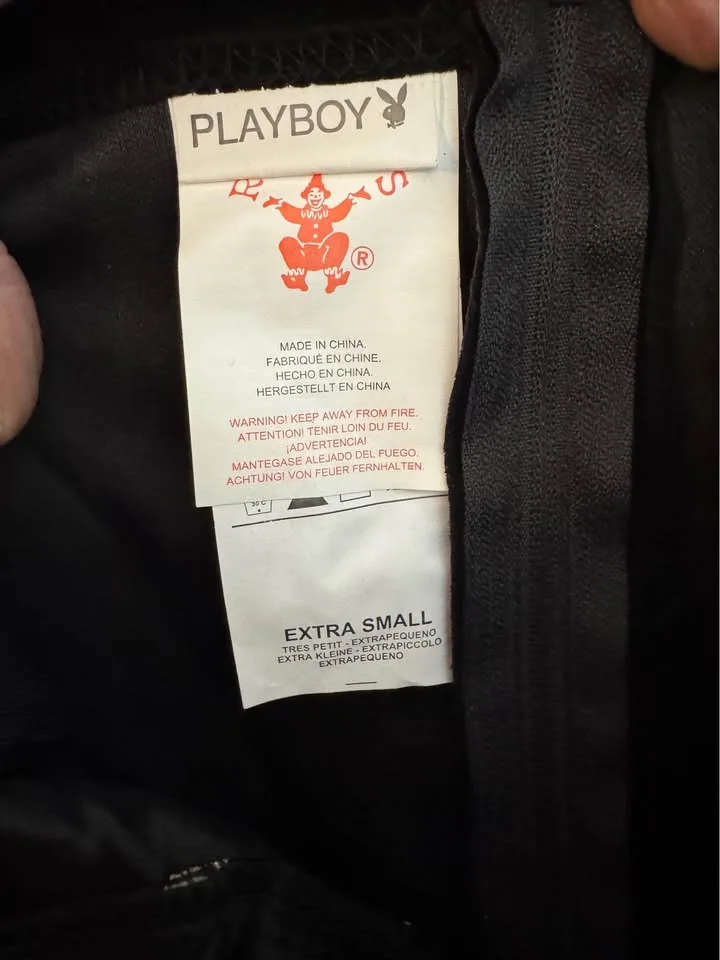 PLAYBOY
R S
®
MADE IN CHINA.
FABRIQUÈ EN CHINE.
HECHO EN CHINA.
HERGESTELLT EN CHINA
WARNING! KEEP AWAY FROM FIRE.
ATTENTION! TENIR LOIN DU FEU.
¡ADVERTENCIA!
MANTEGASE ALEJADO DEL FUEGO.
ACHTUNG! VON FEUER FERNHALTEN.
30°C
EXTRA SMALL
TRES PETIT - EXTRAPEQUENO
EXTRA KLEINE - EXTRAPICCOLO
EXTRAPEQUENO